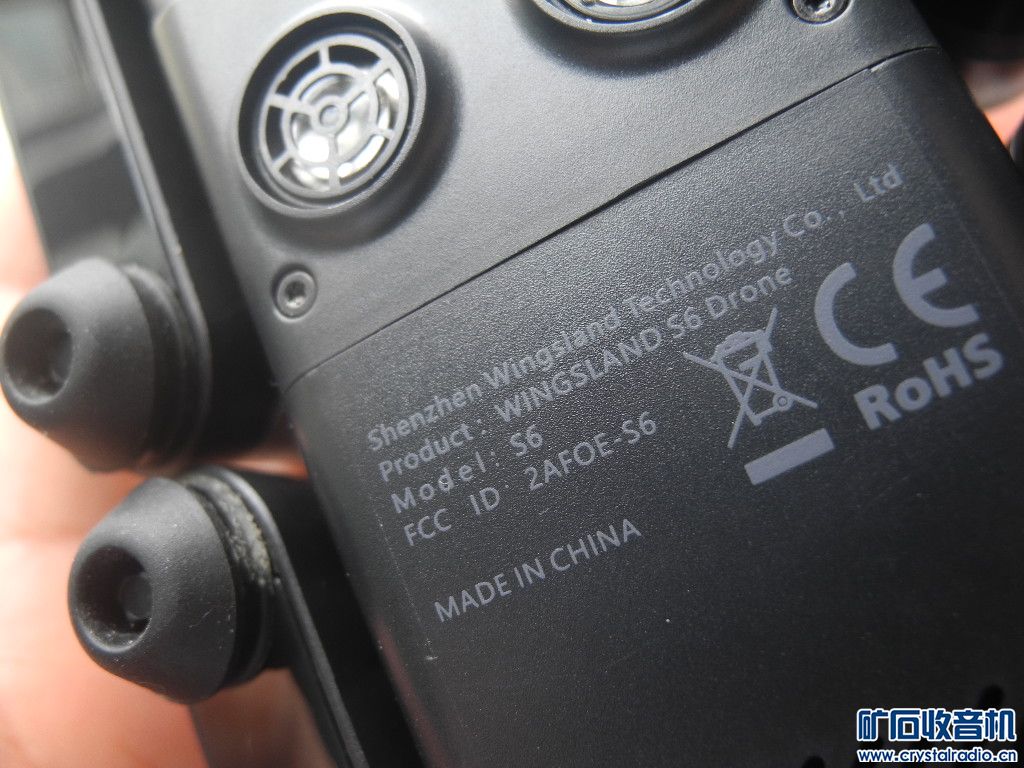 Shenzhen Wingsland Technology Co., Ltd
Product: WINGSLAND S6 Drone
Model: S6
FCC ID: 2AFOE-S6
MADE IN CHINA
CE
RoHS
矿石收音机
www.crystalradio.cn